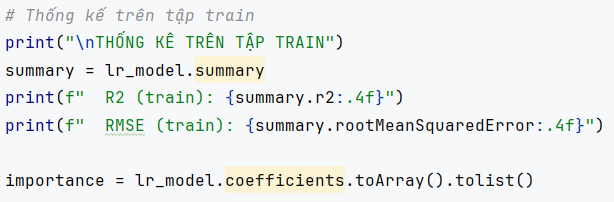 # Thống kế trên tập train
print("\nTHỐNG KÊ TRÊN TẬP TRAIN")
summary = lr_model.summary
print(f"  R2 (train): {summary.r2:.4f}")
print(f"  RMSE (train): {summary.rootMeanSquaredError:.4f}")
importance = lr_model.coefficients.toArray().tolist()